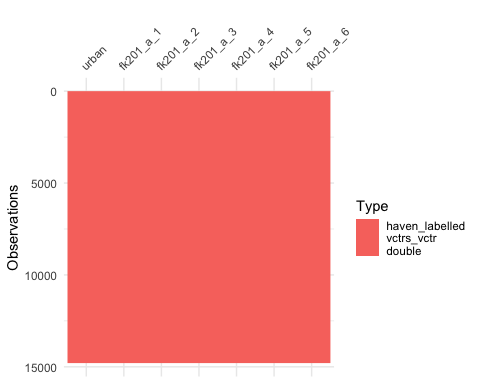 urban
fk201_a_1
fk201_a_2
fk201_a_3
fk201_a_4
fk201_a_5
fk201_a_6
0
5000
10000
15000
Observations
Type
haven_labelled
vctrs_vctr
double